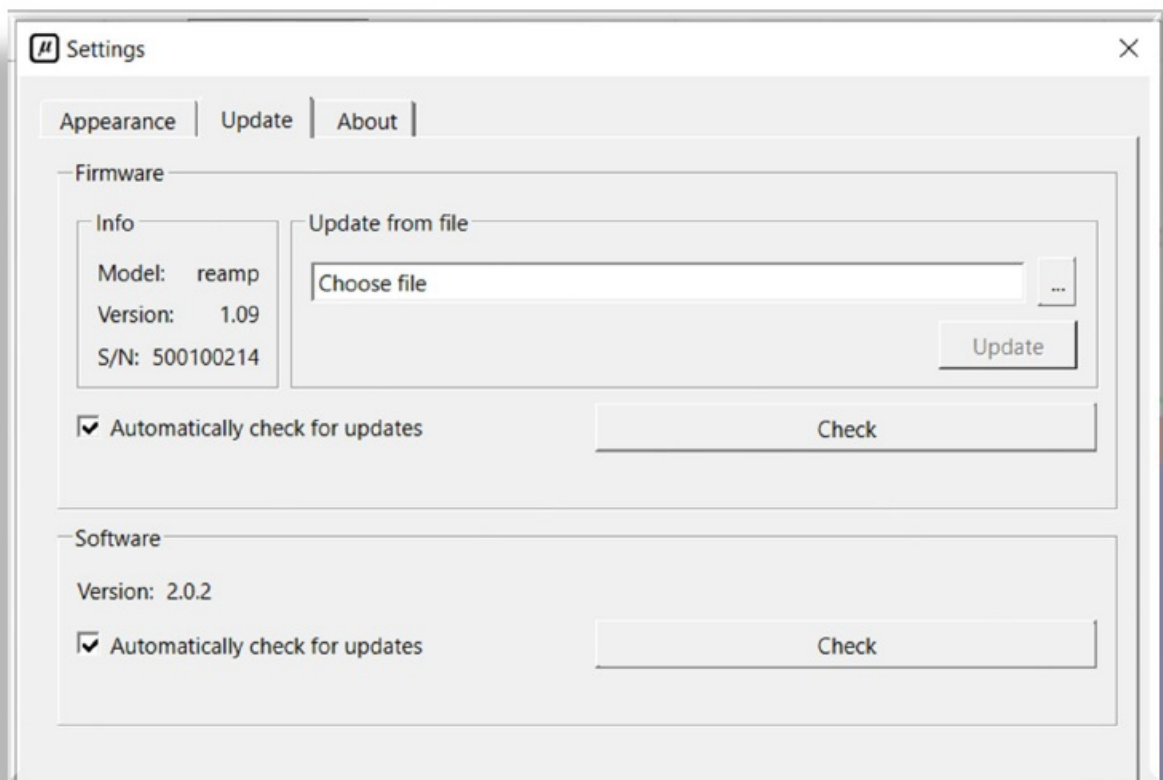 μ Settings
Appearance Update About
Firmware
Info
Model: reamp
Version: 1.09
S/N: 500100214
Update from file
Choose file ...
Update
Automatically check for updates Check
Software
Version: 2.0.2
Automatically check for updates Check